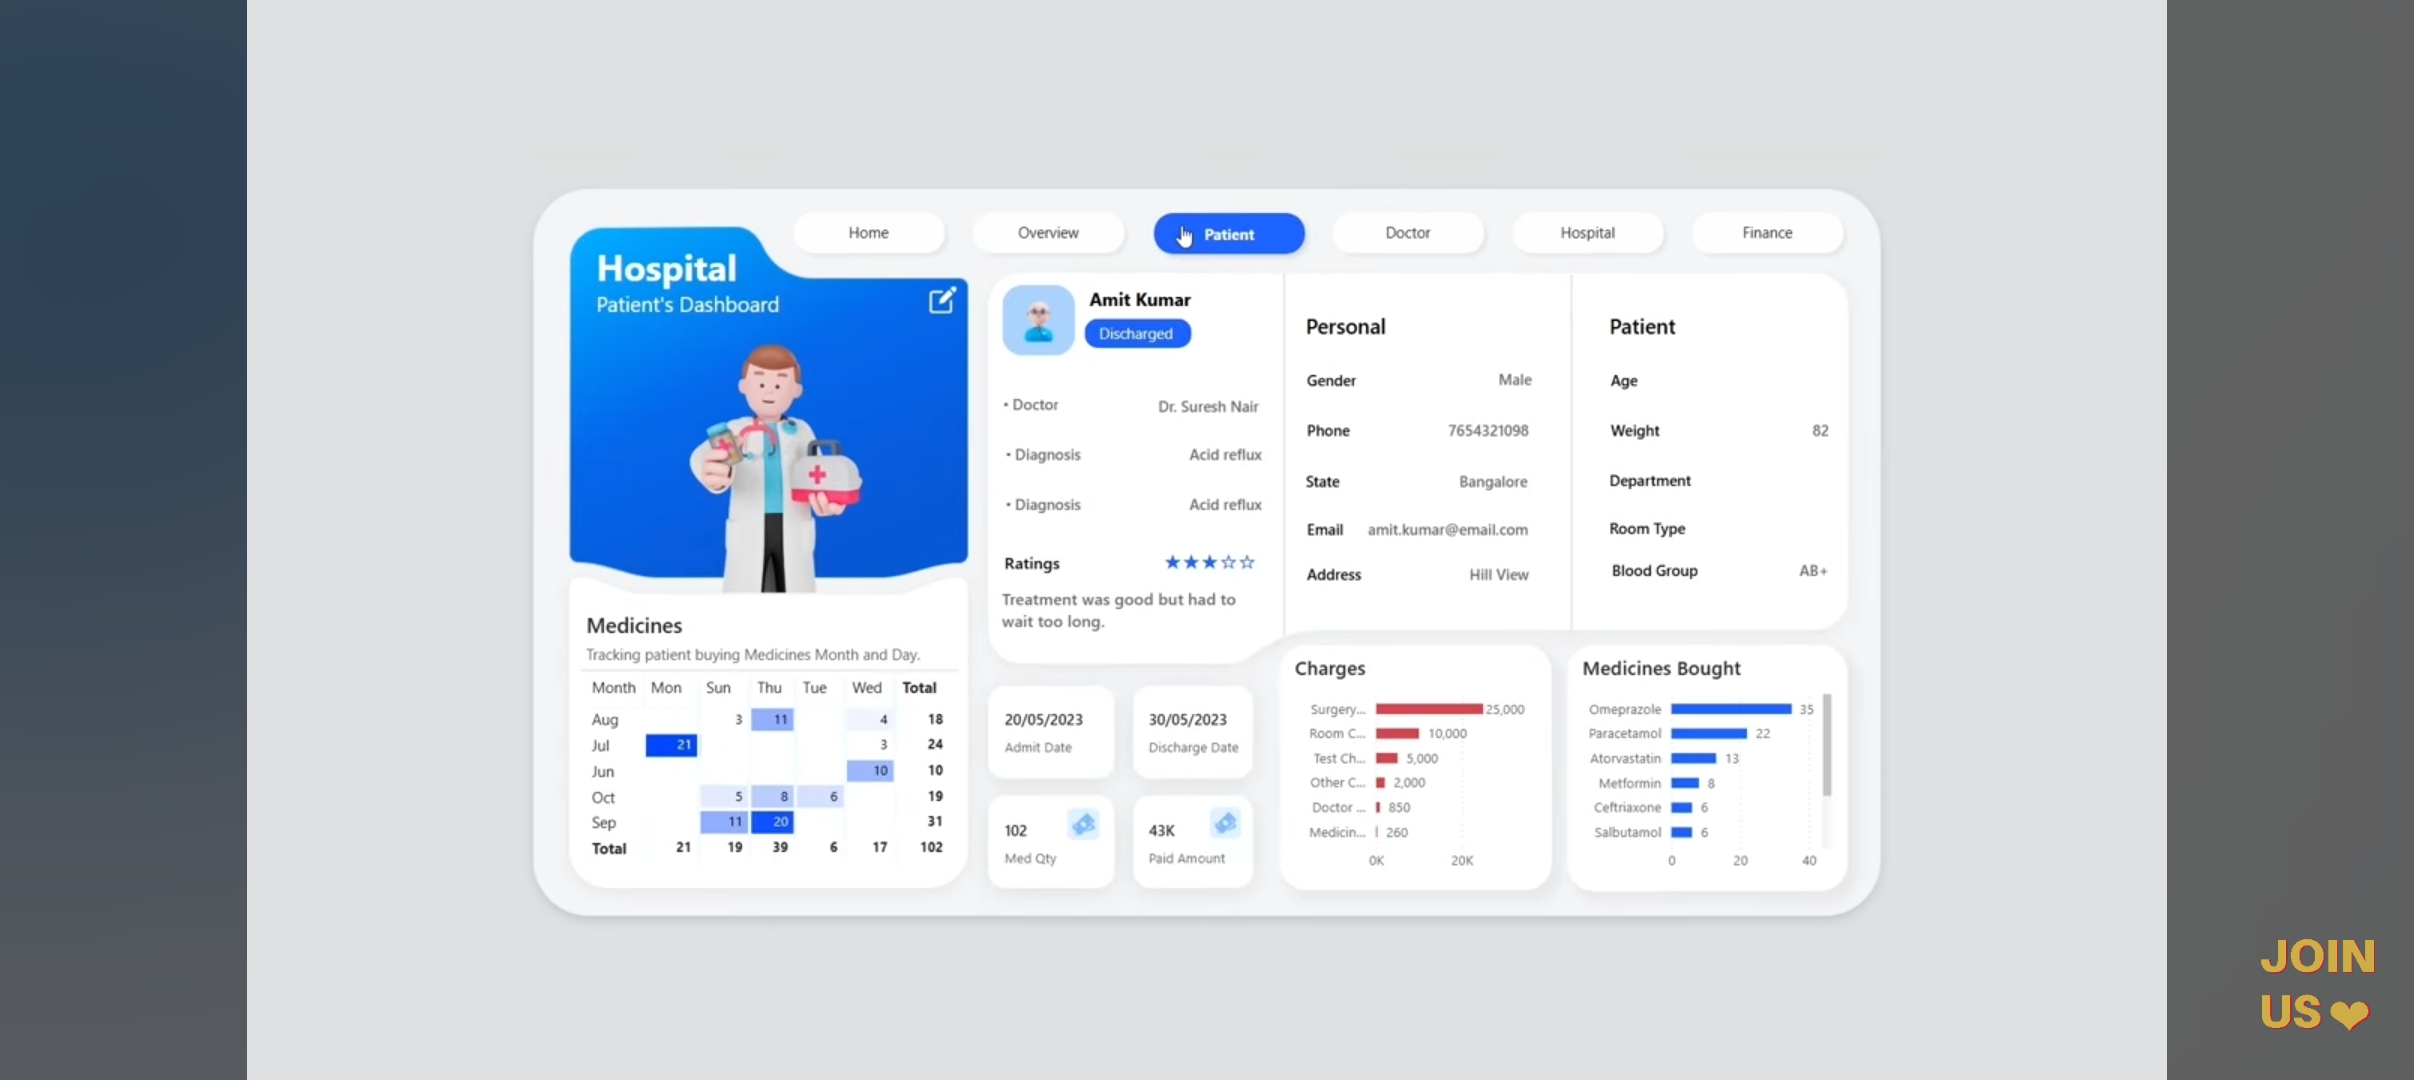 Home
Overview
Patient
Doctor
Hospital
Finance
Hospital
Patient's Dashboard
Amit Kumar
Discharged
• Doctor Dr. Suresh Nair
• Diagnosis Acid reflux
• Diagnosis Acid reflux
Ratings ★★★☆☆
Treatment was good but had to
wait too long.
Personal
Gender Male
Phone 7654321098
State Bangalore
Email amit.kumar@email.com
Address Hill View
Patient
Age
Weight 82
Department
Room Type
Blood Group AB+
Medicines
Tracking patient buying Medicines Month and Day.
Month Mon Sun Thu Tue Wed Total
Aug 3 11 4 18
Jul 21 3 24
Jun 10 10
Oct 5 8 6 19
Sep 11 20 31
Total 21 19 39 6 17 102
20/05/2023
Admit Date
30/05/2023
Discharge Date
102
Med Qty
43K
Paid Amount
Charges
Surgery... 25,000
Room C... 10,000
Test Ch... 5,000
Other C... 2,000
Doctor ... 850
Medicin... 260
0K 20K
Medicines Bought
Omeprazole 35
Paracetamol 22
Atorvastatin 13
Metformin 8
Ceftriaxone 6
Salbutamol 6
0 20 40
JOIN
US ❤